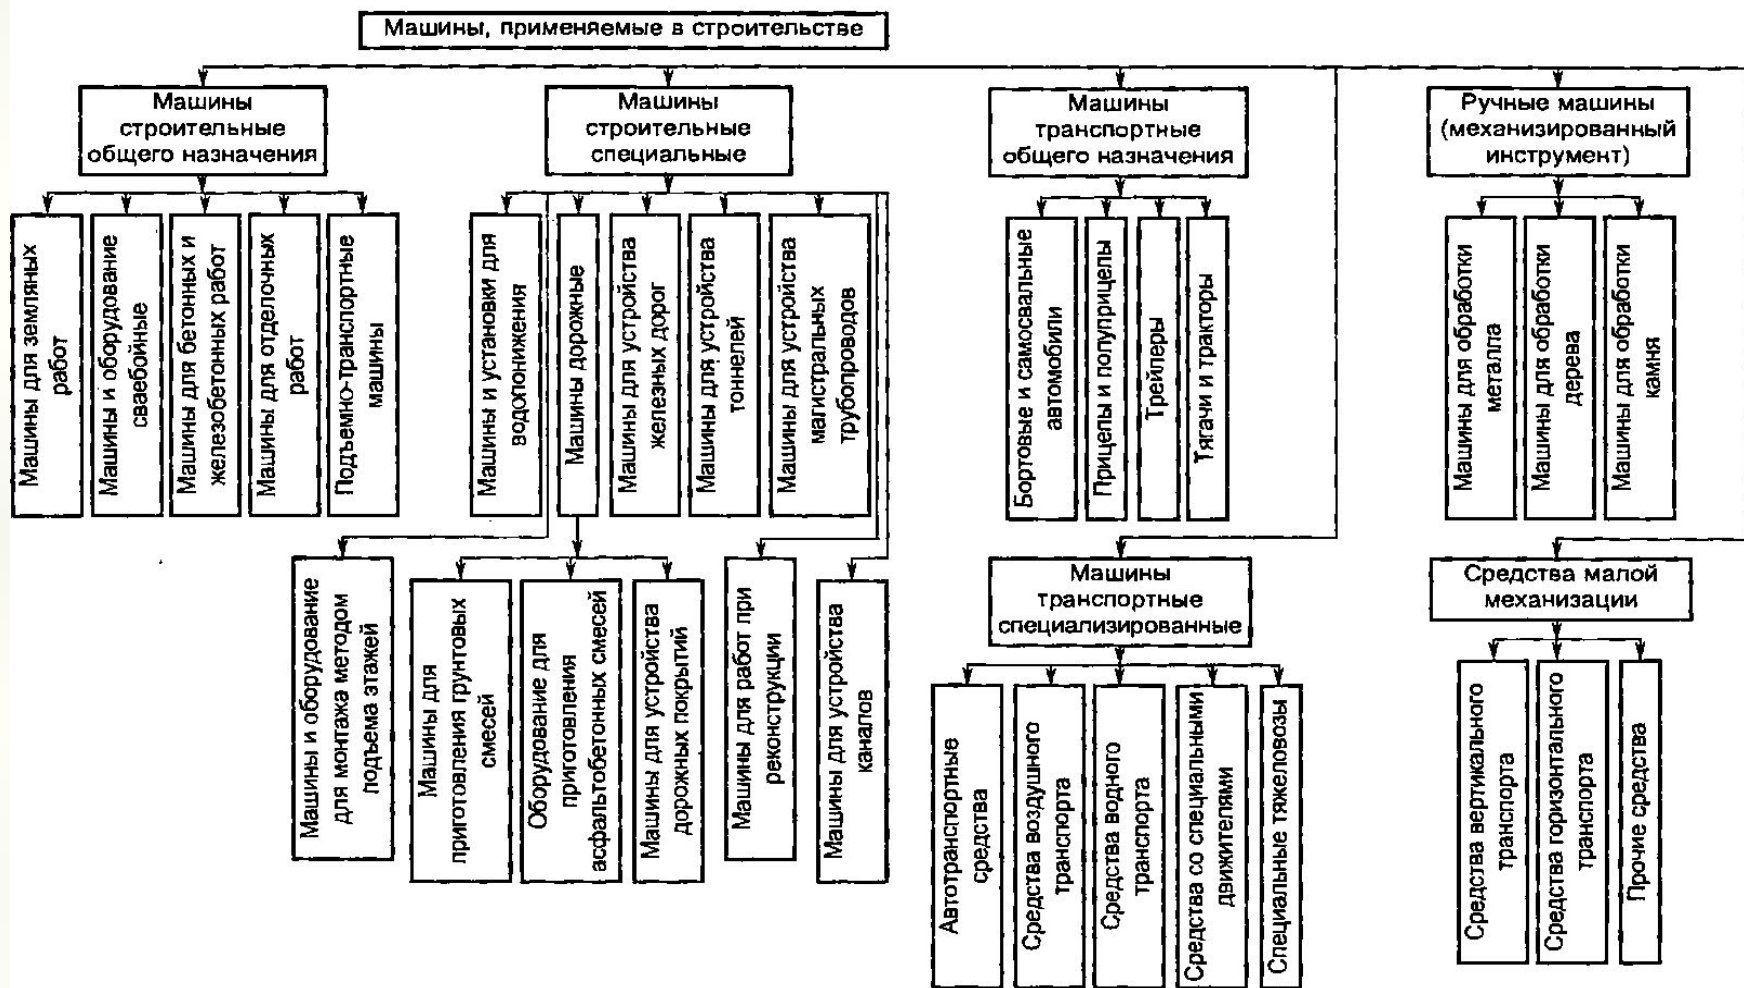 Машины, применяемые в строительстве
Машины
строительные
общего назначения
Машины
строительные
специальные
Машины
транспортные
общего назначения
Ручные машины
(механизированный
инструмент)
Машины для земляных
работ
Машины и оборудование
сваебойные
Машины для бетонных и
железобетонных работ
Машины для отделочных
работ
Подъемно-транспортные
машины
Машины и установки для
водопонижения
Машины дорожные
Машины для устройства
железных дорог
Машины для устройства
тоннелей
Машины для устройства
магистральных
трубопроводов
Бортовые и самосвальные
автомобили
Прицепы и полуприцепы
Трейлеры
Тягачи и тракторы
Машины для обработки
металла
Машины для обработки
дерева
Машины для обработки
камня
Машины и оборудование
для монтажа методом
подъема этажей
Машины для
приготовления грунтовых
смесей
Оборудование для
приготовления
асфальтобетонных смесей
Машины для устройства
дорожных покрытий
Машины для работ при
реконструкции
Машины для устройства
каналов
Машины
транспортные
специализированные
Средства малой
механизации
Автотранспортные
средства
Средства воздушного
транспорта
Средства водного
транспорта
Средства со специальными
движителями
Специальные тяжеловозы
Средства вертикального
транспорта
Средства горизонтального
транспорта
Прочие средства